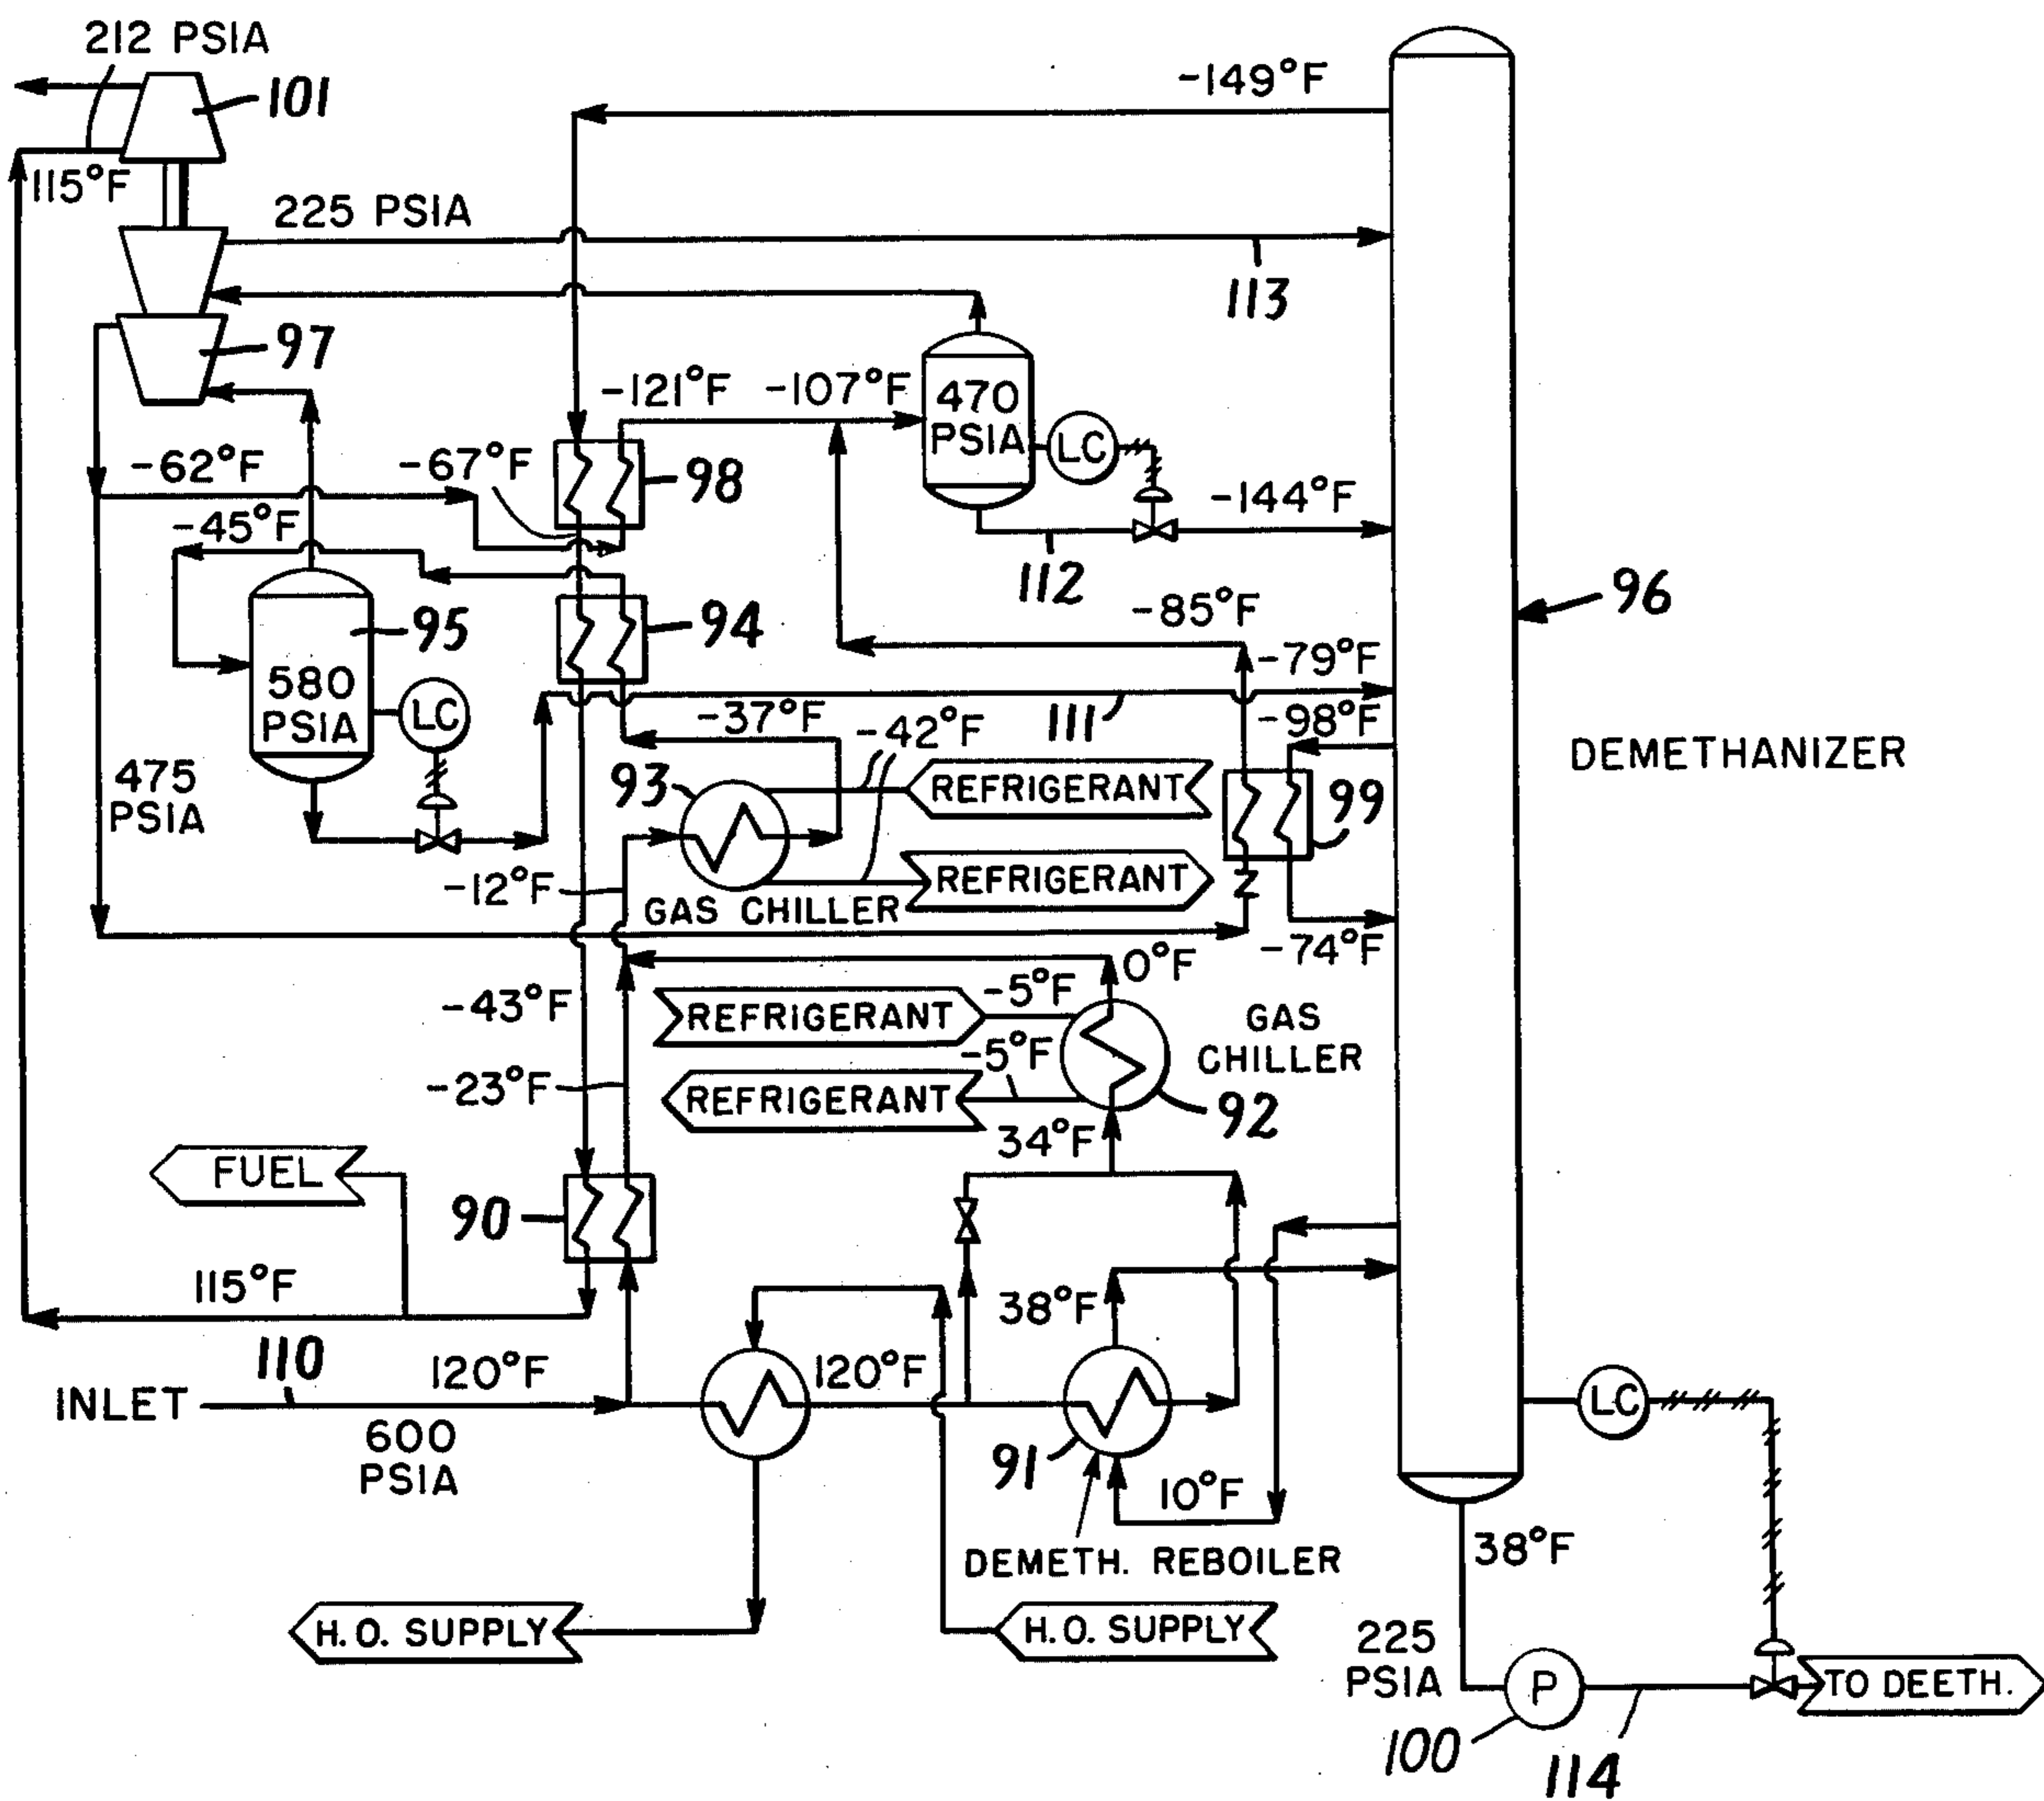 212 PSIA
101
-149°F
115°F
225 PSIA
113
97
-121°F
-107°F
470
PSIA
LC
-62°F
-67°F
98
-144°F
-45°F
112
96
95
94
-85°F
580
PSIA
LC
-79°F
111
-37°F
-42°F
-98°F
DEMETHANIZER
475
PSIA
93
REFRIGERANT
99
-12°F
REFRIGERANT
GAS CHILLER
-74°F
0°F
-43°F
REFRIGERANT
-5°F
GAS
CHILLER
-5°F
-23°F
REFRIGERANT
92
34°F
FUEL
90
115°F
38°F
110
120°F
120°F
INLET
600
PSIA
LC
91
10°F
38°F
DEMETH. REBOILER
H.O. SUPPLY
H.O. SUPPLY
225
PSIA
P
TO DEETH.
100
114